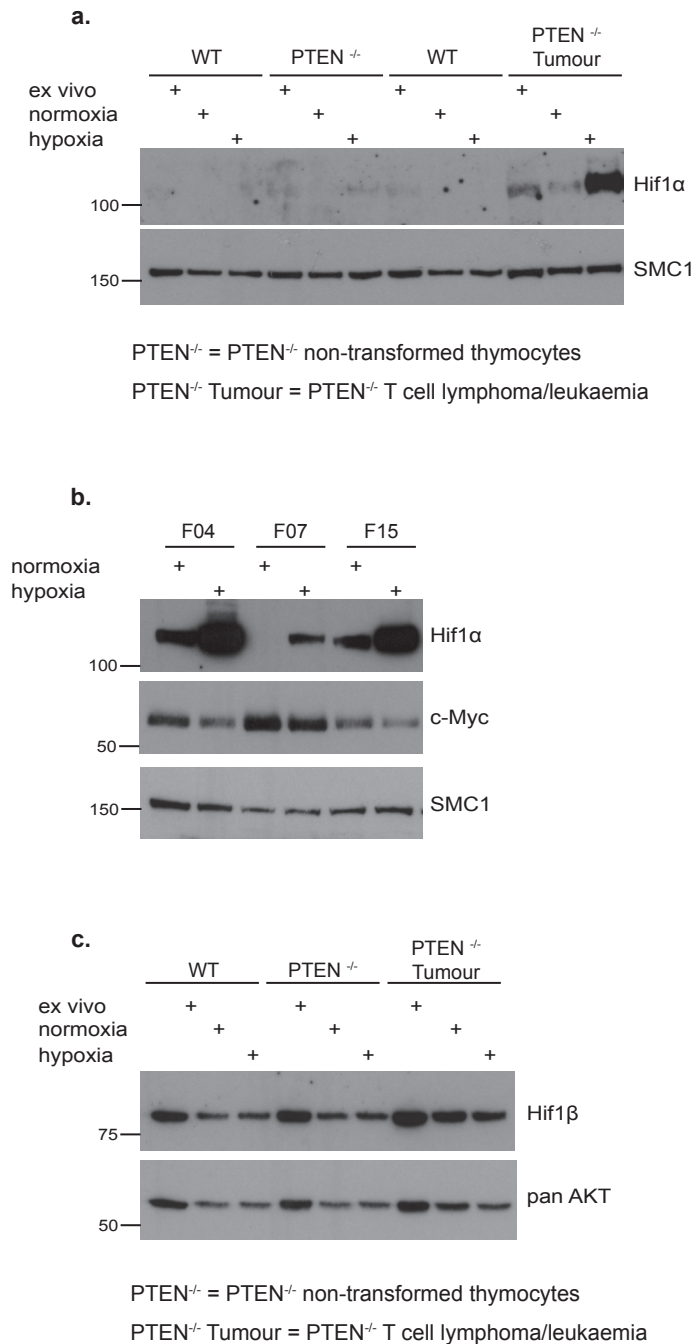 a.
WT PTEN -/- WT PTEN -/- Tumour
ex vivo + + + +
normoxia + + + +
hypoxia + + + +
Hif1α
100
SMC1
150
PTEN-/- = PTEN-/- non-transformed thymocytes
PTEN-/- Tumour = PTEN-/- T cell lymphoma/leukaemia
b.
F04 F07 F15
normoxia + + +
hypoxia + + +
Hif1α
100
c-Myc
50
SMC1
150
c.
WT PTEN -/- PTEN -/- Tumour
ex vivo + + +
normoxia + + +
hypoxia + + +
Hif1β
75
pan AKT
50
PTEN-/- = PTEN-/- non-transformed thymocytes
PTEN-/- Tumour = PTEN-/- T cell lymphoma/leukaemia